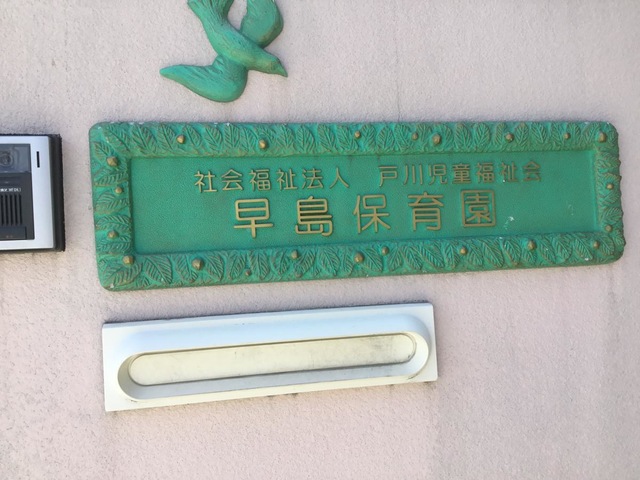 社会福祉法人 戸川児童福祉会
早島保育園